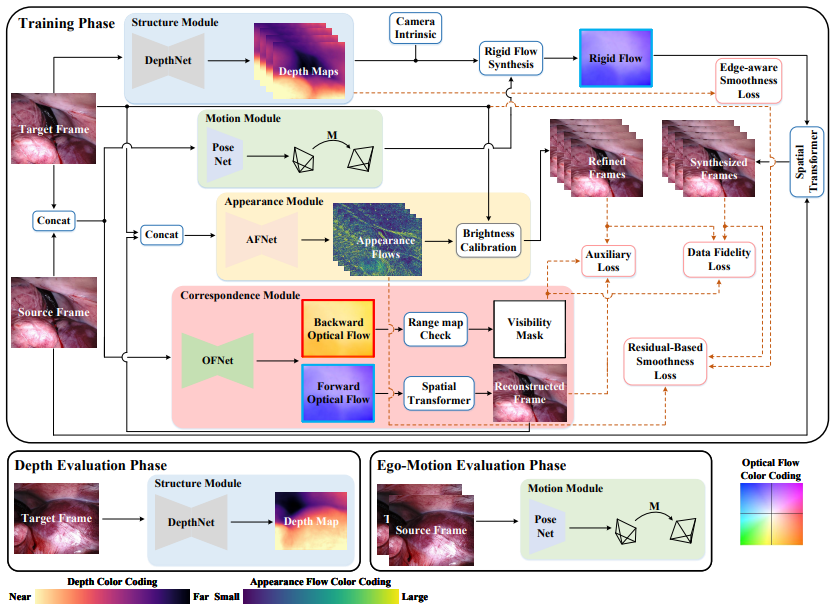 Training Phase
Structure Module
DepthNet
Depth Maps
Camera
Intrinsic
Rigid Flow
Synthesis
Rigid Flow
Edge-aware
Smoothness
Loss
Target Frame
Motion Module
Pose
Net
M
Refined
Frames
Synthesized
Frames
Spatial
Transformer
Concat
Concat
Appearance Module
AFNet
Appearance
Flows
Brightness
Calibration
Auxiliary
Loss
Data Fidelity
Loss
Source Frame
Correspondence Module
OFNet
Backward
Optical Flow
Range map
Check
Visibility
Mask
Forward
Optical Flow
Spatial
Transformer
Reconstructed
Frame
Residual-Based
Smoothness
Loss
Depth Evaluation Phase
Structure Module
Target Frame
DepthNet
Depth Map
Ego-Motion Evaluation Phase
Motion Module
T
Source Frame
Pose
Net
M
Optical Flow
Color Coding
Depth Color Coding
Near
Far
Appearance Flow Color Coding
Small
Large